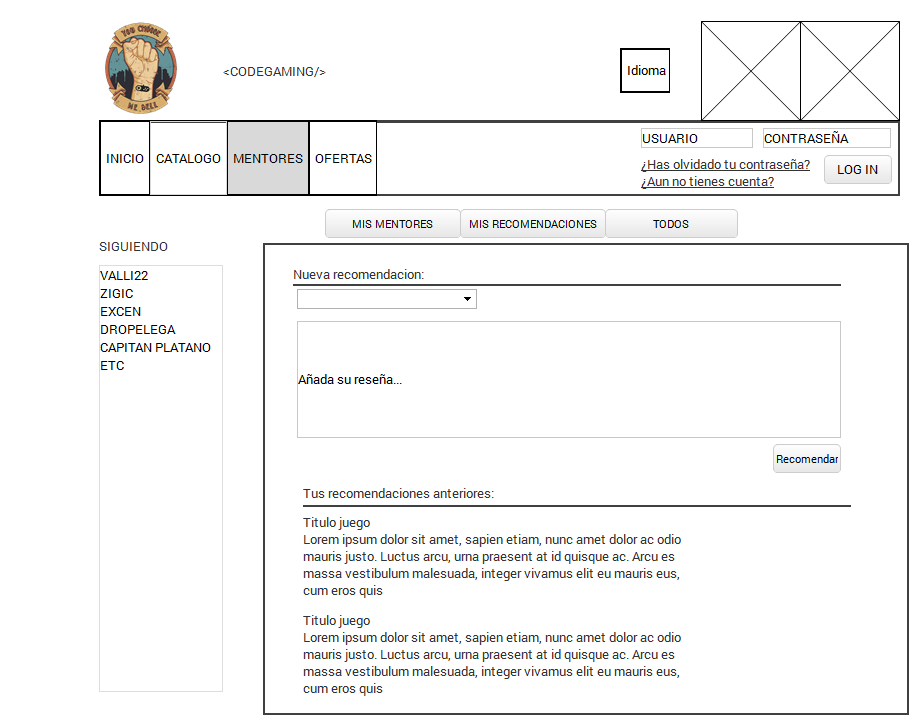 YOU CHOOSE
WE SELL
<CODEGAMING/>
Idioma
INICIO
CATALOGO
MENTORES
OFERTAS
USUARIO
CONTRASEÑA
¿Has olvidado tu contraseña?
¿Aun no tienes cuenta?
LOG IN
MIS MENTORES
MIS RECOMENDACIONES
TODOS
SIGUIENDO
VALLI22
ZIGIC
EXCEN
DROPELEGA
CAPITAN PLATANO
ETC
Nueva recomendacion:
Añada su reseña...
Recomendar
Tus recomendaciones anteriores:
Titulo juego
Lorem ipsum dolor sit amet, sapien etiam, nunc amet dolor ac odio
mauris justo. Luctus arcu, urna praesent at id quisque ac. Arcu es
massa vestibulum malesuada, integer vivamus elit eu mauris eus,
cum eros quis
Titulo juego
Lorem ipsum dolor sit amet, sapien etiam, nunc amet dolor ac odio
mauris justo. Luctus arcu, urna praesent at id quisque ac. Arcu es
massa vestibulum malesuada, integer vivamus elit eu mauris eus,
cum eros quis